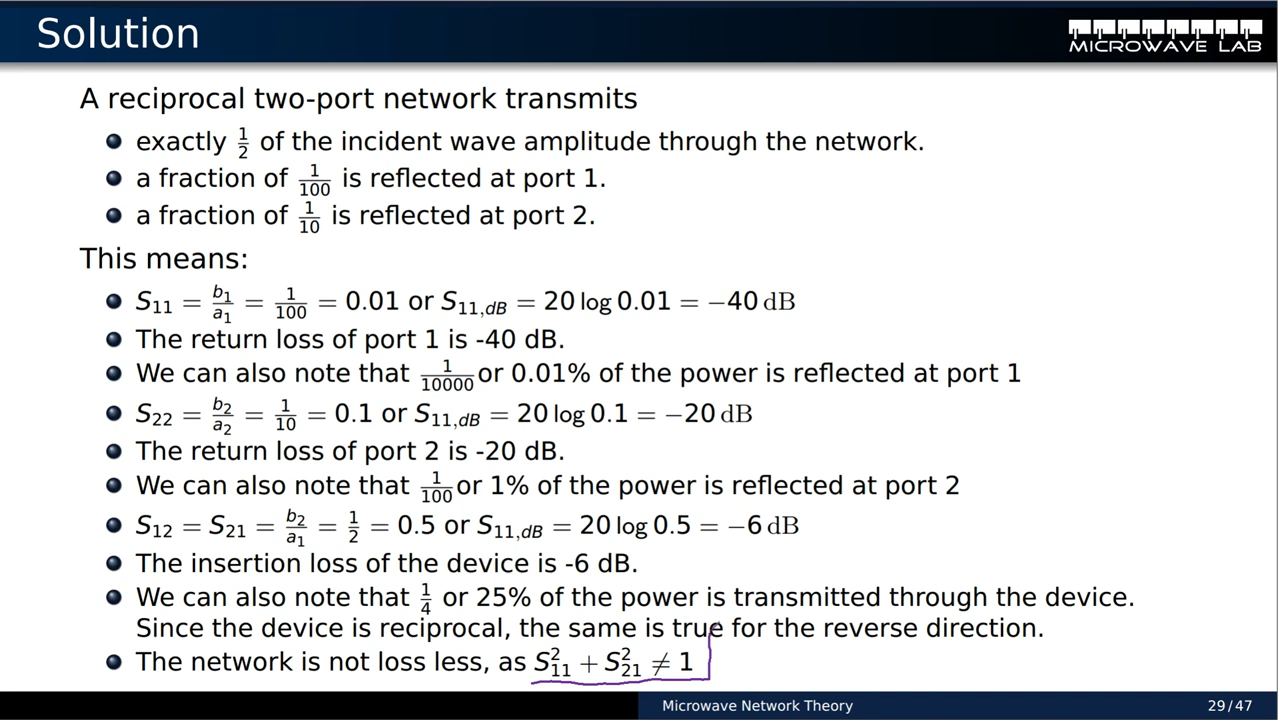 Solution
MICROWAVE LAB
A reciprocal two-port network transmits
exactly 1/2 of the incident wave amplitude through the network.
a fraction of 1/100 is reflected at port 1.
a fraction of 1/10 is reflected at port 2.
This means:
S₁₁ = b₁/a₁ = 1/100 = 0.01 or S₁₁,dB = 20 log 0.01 = −40 dB
The return loss of port 1 is -40 dB.
We can also note that 1/10000 or 0.01% of the power is reflected at port 1
S₂₂ = b₂/a₂ = 1/10 = 0.1 or S₁₁,dB = 20 log 0.1 = −20 dB
The return loss of port 2 is -20 dB.
We can also note that 1/100 or 1% of the power is reflected at port 2
S₁₂ = S₂₁ = b₂/a₁ = 1/2 = 0.5 or S₁₁,dB = 20 log 0.5 = −6 dB
The insertion loss of the device is -6 dB.
We can also note that 1/4 or 25% of the power is transmitted through the device.
Since the device is reciprocal, the same is true for the reverse direction.
The network is not loss less, as S₁₁² + S₂₁² ≠ 1
Microwave Network Theory
29/47